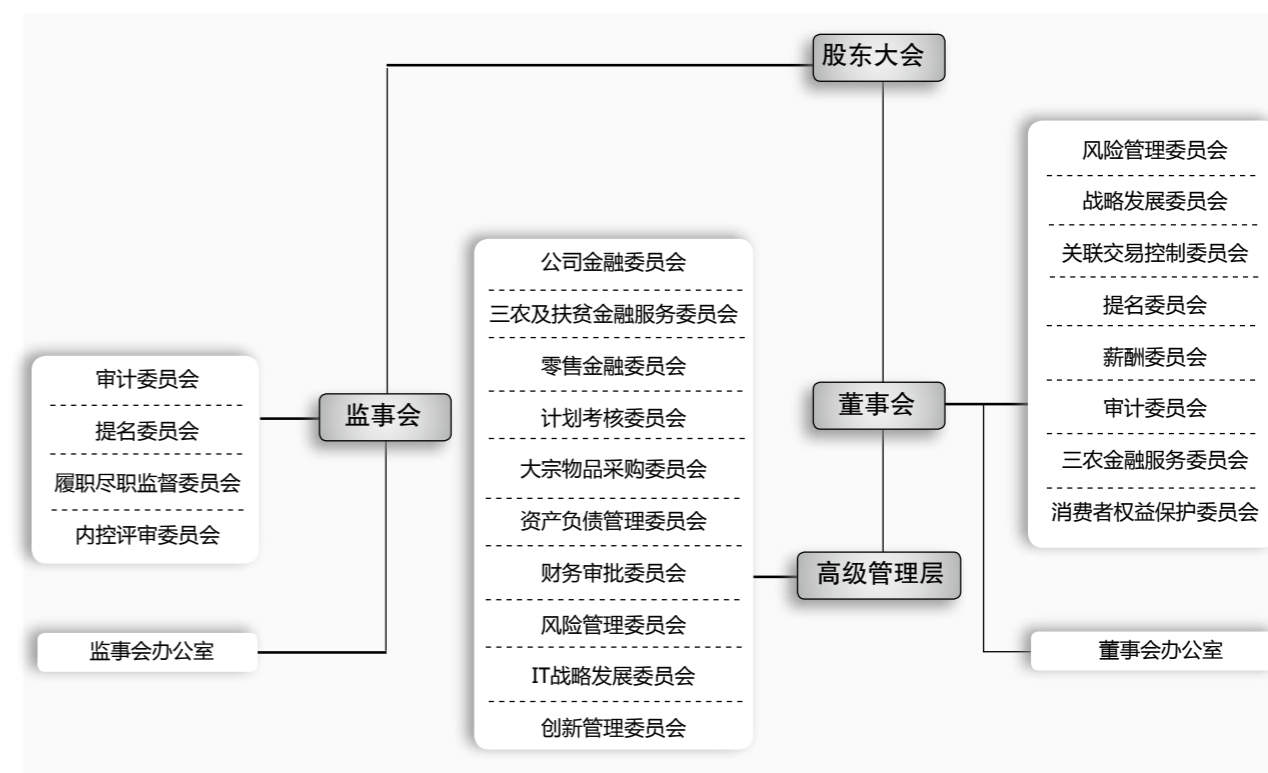 股东大会
监事会
审计委员会
提名委员会
履职尽职监督委员会
内控评审委员会
监事会办公室
公司金融委员会
三农及扶贫金融服务委员会
零售金融委员会
计划考核委员会
大宗物品采购委员会
资产负债管理委员会
财务审批委员会
风险管理委员会
IT战略发展委员会
创新管理委员会
董事会
高级管理层
风险管理委员会
战略发展委员会
关联交易控制委员会
提名委员会
薪酬委员会
审计委员会
三农金融服务委员会
消费者权益保护委员会
董事会办公室